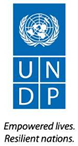 U N
D P
Empowered lives.
Resilient nations.